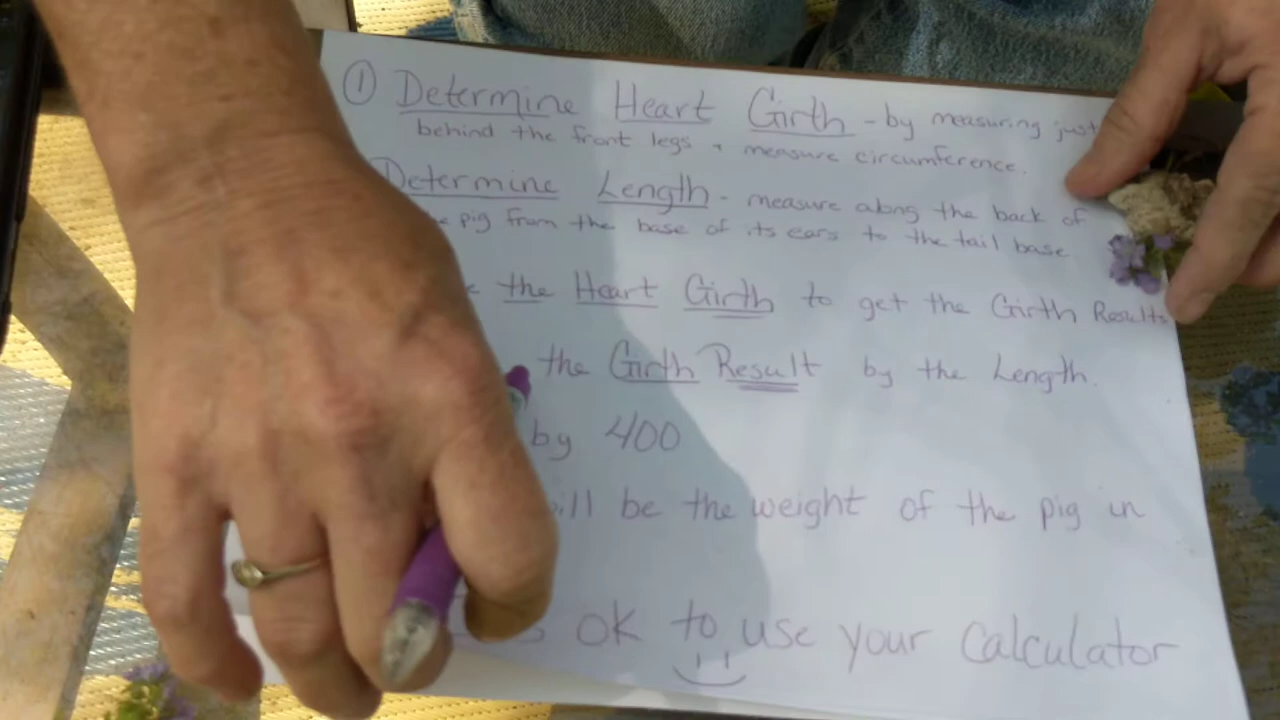 ① Determine Heart Girth - by measuring just
behind the front legs + measure circumference.
Determine Length - measure along the back of
pig from the base of its ears to the tail base
the Heart Girth to get the Girth Results
the Girth Result by the Length.
by 400
will be the weight of the pig in
ok to use your calculator